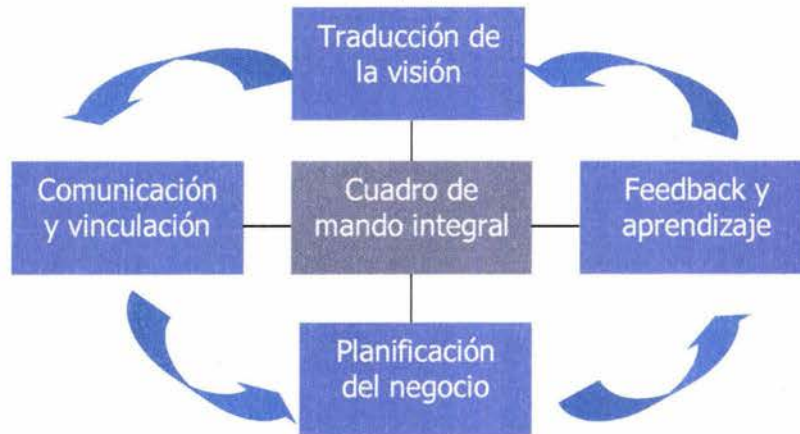 Traducción de
la visión
Comunicación
y vinculación
Cuadro de
mando integral
Feedback y
aprendizaje
Planificación
del negocio